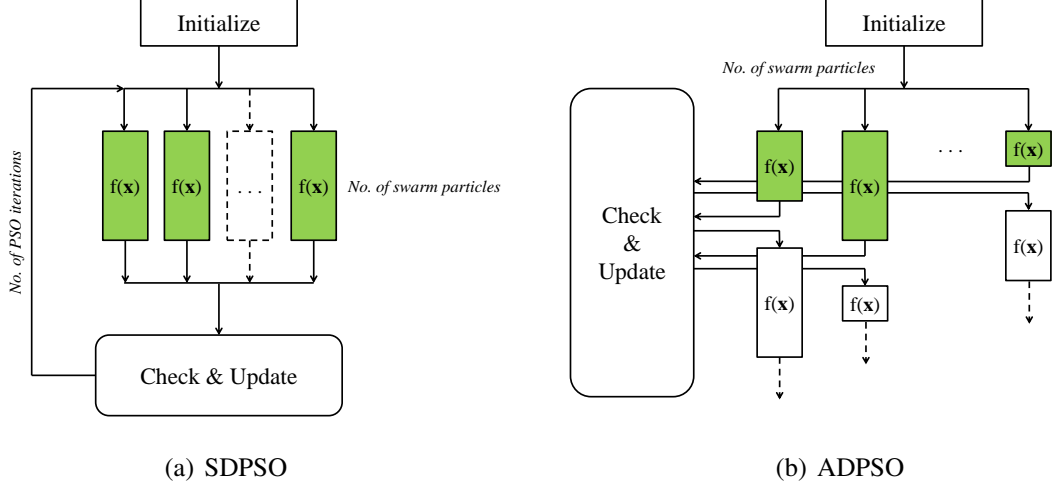 Initialize
No. of PSO iterations
f(x)
f(x)
. . .
f(x)
No. of swarm particles
Check & Update
(a) SDPSO
Initialize
No. of swarm particles
f(x)
f(x)
. . .
f(x)
Check
&
Update
f(x)
f(x)
f(x)
(b) ADPSO